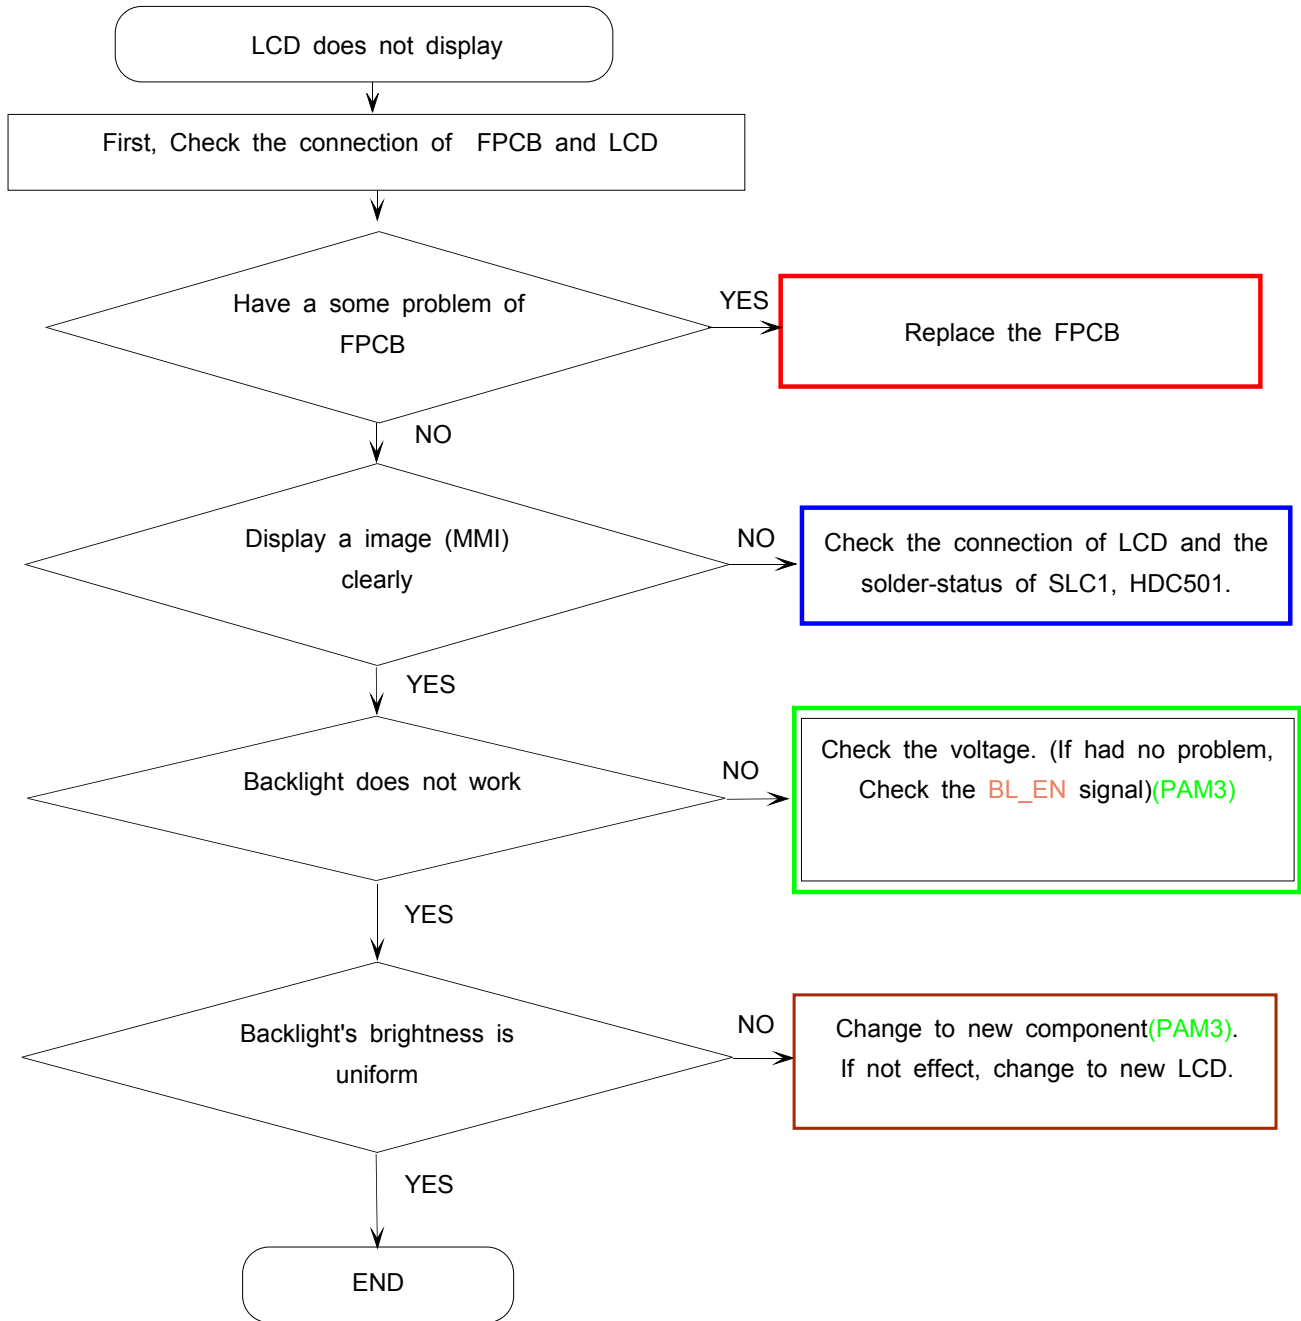 LCD does not display
First, Check the connection of FPCB and LCD
Have a some problem of
FPCB
YES
Replace the FPCB
NO
Display a image (MMI)
clearly
NO
Check the connection of LCD and the
solder-status of SLC1, HDC501.
YES
Backlight does not work
NO
Check the voltage. (If had no problem,
Check the BL_EN signal)(PAM3)
YES
Backlight's brightness is
uniform
NO
Change to new component(PAM3).
If not effect, change to new LCD.
YES
END